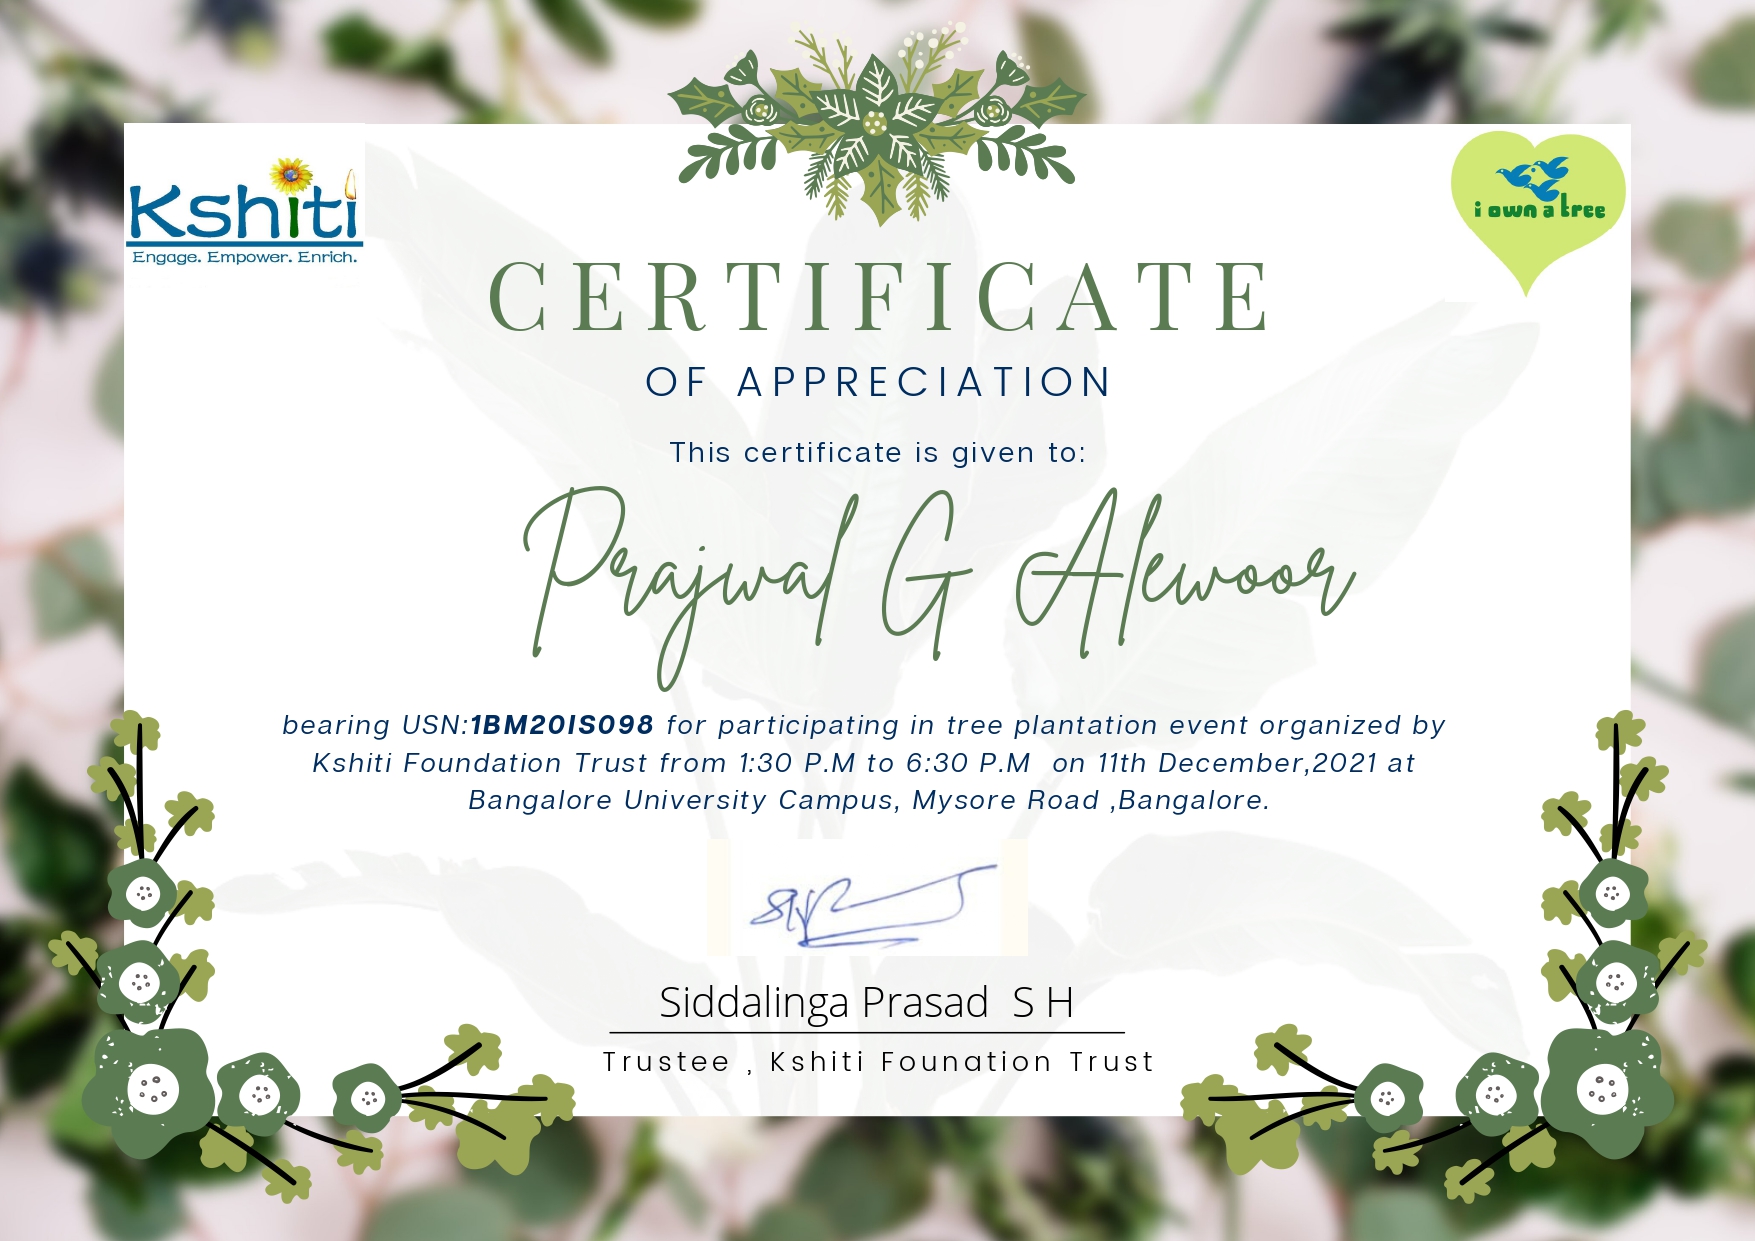 Kshiti
Engage. Empower. Enrich.
i own a tree
CERTIFICATE
OF APPRECIATION
This certificate is given to:
Prajwal G Alewoor
bearing USN:1BM20IS098 for participating in tree plantation event organized by
Kshiti Foundation Trust from 1:30 P.M to 6:30 P.M  on 11th December,2021 at
Bangalore University Campus, Mysore Road ,Bangalore.
Siddalinga Prasad  S H
Trustee , Kshiti Founation Trust